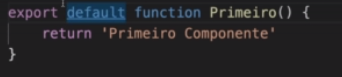 export default function Primeiro() {
    return 'Primeiro Componente'
}